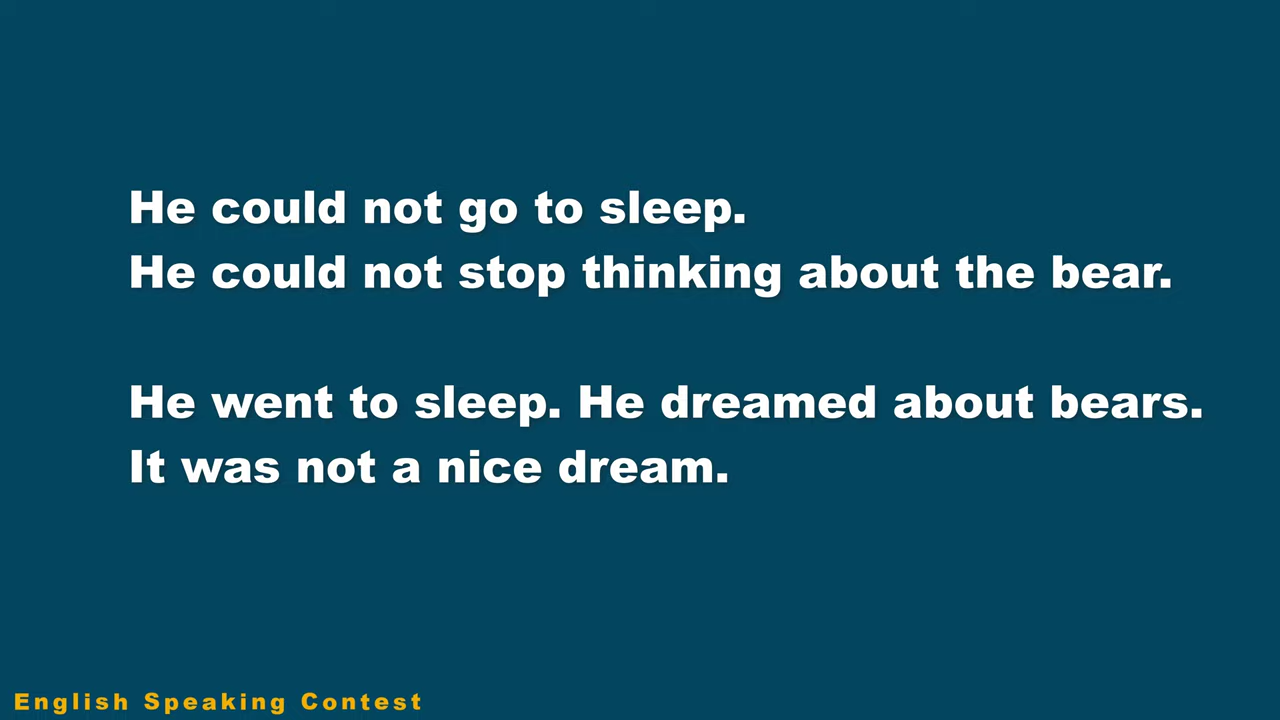 He could not go to sleep.
He could not stop thinking about the bear.
He went to sleep. He dreamed about bears.
It was not a nice dream.
English Speaking Contest